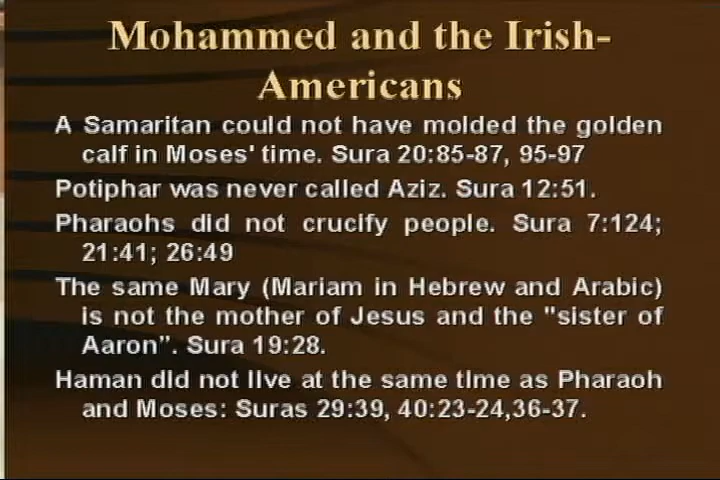 Mohammed and the Irish-
Americans
A Samaritan could not have molded the golden
calf in Moses' time. Sura 20:85-87, 95-97
Potiphar was never called Aziz. Sura 12:51.
Pharaohs did not crucify people. Sura 7:124;
21:41; 26:49
The same Mary (Mariam in Hebrew and Arabic)
is not the mother of Jesus and the "sister of
Aaron". Sura 19:28.
Haman did not live at the same time as Pharaoh
and Moses: Suras 29:39, 40:23-24,36-37.